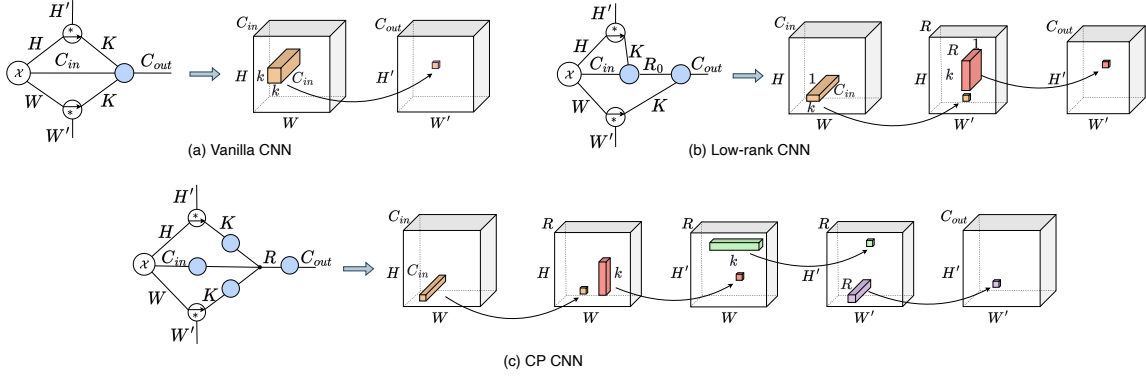 H′
*
H
K
𝒳
C_in
C_out
W
K
*
W′
C_in
H
k
C_in
k
W
C_out
H′
W′
(a) Vanilla CNN
H′
*
H
K
𝒳
C_in
R_0
C_out
W
K
*
W′
C_in
H
1
C_in
k
W
R
H
R
1
k
W′
C_out
H′
W′
(b) Low-rank CNN
H′
*
H
K
𝒳
C_in
R
C_out
W
K
*
W′
C_in
H
C_in
W
R
H
k
W
R
H′
k
W
R
H′
R
W′
C_out
H′
W′
(c) CP CNN